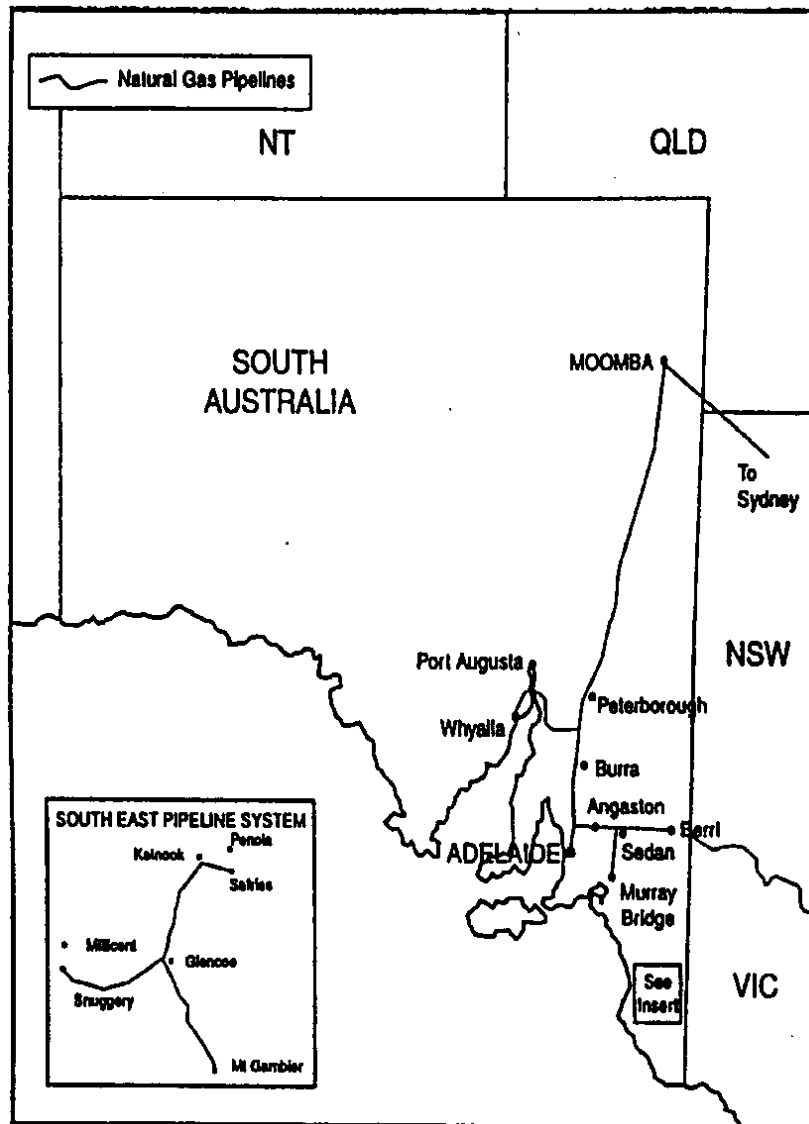 Natural Gas Pipelines
NT
QLD
SOUTH
AUSTRALIA
MOOMBA
To
Sydney
NSW
Port Augusta
Peterborough
Whyalla
Burra
Angaston
Berri
ADELAIDE
Sedan
Murray
Bridge
See
Insert
VIC
SOUTH EAST PIPELINE SYSTEM
Penola
Katnook
Safries
Millicent
Glencoe
Snuggery
Mt Gambier